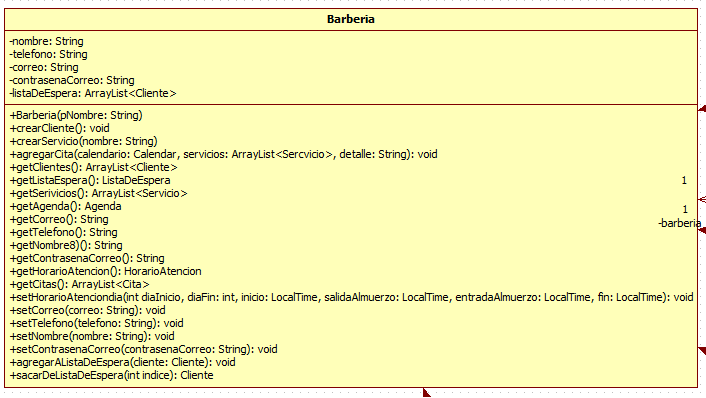 Barberia
-nombre: String
-telefono: String
-correo: String
-contrasenaCorreo: String
-listaDeEspera: ArrayList<Cliente>
+Barberia(pNombre: String)
+crearCliente(): void
+crearServicio(nombre: String)
+agregarCita(calendario: Calendar, servicios: ArrayList<Sercvicio>, detalle: String): void
+getClientes(): ArrayList<Cliente>
+getListaEspera(): ListaDeEspera
+getSerivicios(): ArrayList<Servicio>
+getAgenda(): Agenda
+getCorreo(): String
+getTelefono(): String
+getNombre8)(): String
+getContrasenaCorreo(): String
+getHorarioAtencion(): HorarioAtencion
+getCitas(): ArrayList<Cita>
+setHorarioAtenciondia(int diaInicio, diaFin: int, inicio: LocalTime, salidaAlmuerzo: LocalTime, entradaAlmuerzo: LocalTime, fin: LocalTime): void
+setCorreo(correo: String): void
+setTelefono(telefono: String): void
+setNombre(nombre: String): void
+setContrasenaCorreo(contrasenaCorreo: String): void
+agregarAListaDeEspera(cliente: Cliente): void
+sacarDeListaDeEspera(int indice): Cliente
1
1
-barberia